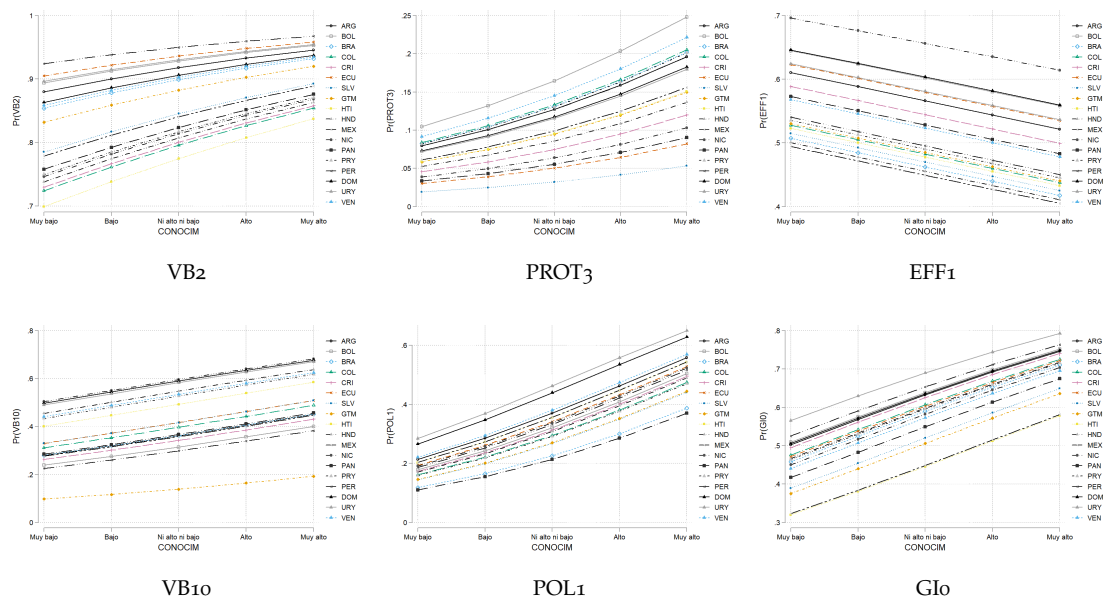 1
.9
.8
.7
Pr(VB2)
Muy bajo Bajo Ni alto ni bajo Alto Muy alto
CONOCIM
ARG
BOL
BRA
COL
CRI
ECU
SLV
GTM
HTI
HND
MEX
NIC
PAN
PRY
PER
DOM
URY
VEN
VB2
.25
.2
.15
.1
.05
0
Pr(PROT3)
Muy bajo Bajo Ni alto ni bajo Alto Muy alto
CONOCIM
ARG
BOL
BRA
COL
CRI
ECU
SLV
GTM
HTI
HND
MEX
NIC
PAN
PRY
PER
DOM
URY
VEN
PROT3
.7
.6
.5
.4
Pr(EFF1)
Muy bajo Bajo Ni alto ni bajo Alto Muy alto
CONOCIM
ARG
BOL
BRA
COL
CRI
ECU
SLV
GTM
HTI
HND
MEX
NIC
PAN
PRY
PER
DOM
URY
VEN
EFF1
.8
.6
.4
.2
0
Pr(VB10)
Muy bajo Bajo Ni alto ni bajo Alto Muy alto
CONOCIM
ARG
BOL
BRA
COL
CRI
ECU
SLV
GTM
HTI
HND
MEX
NIC
PAN
PRY
PER
DOM
URY
VEN
VB10
.6
.4
.2
0
Pr(POL1)
Muy bajo Bajo Ni alto ni bajo Alto Muy alto
CONOCIM
ARG
BOL
BRA
COL
CRI
ECU
SLV
GTM
HTI
HND
MEX
NIC
PAN
PRY
PER
DOM
URY
VEN
POL1
.8
.7
.6
.5
.4
.3
Pr(GI0)
Muy bajo Bajo Ni alto ni bajo Alto Muy alto
CONOCIM
ARG
BOL
BRA
COL
CRI
ECU
SLV
GTM
HTI
HND
MEX
NIC
PAN
PRY
PER
DOM
URY
VEN
GI0